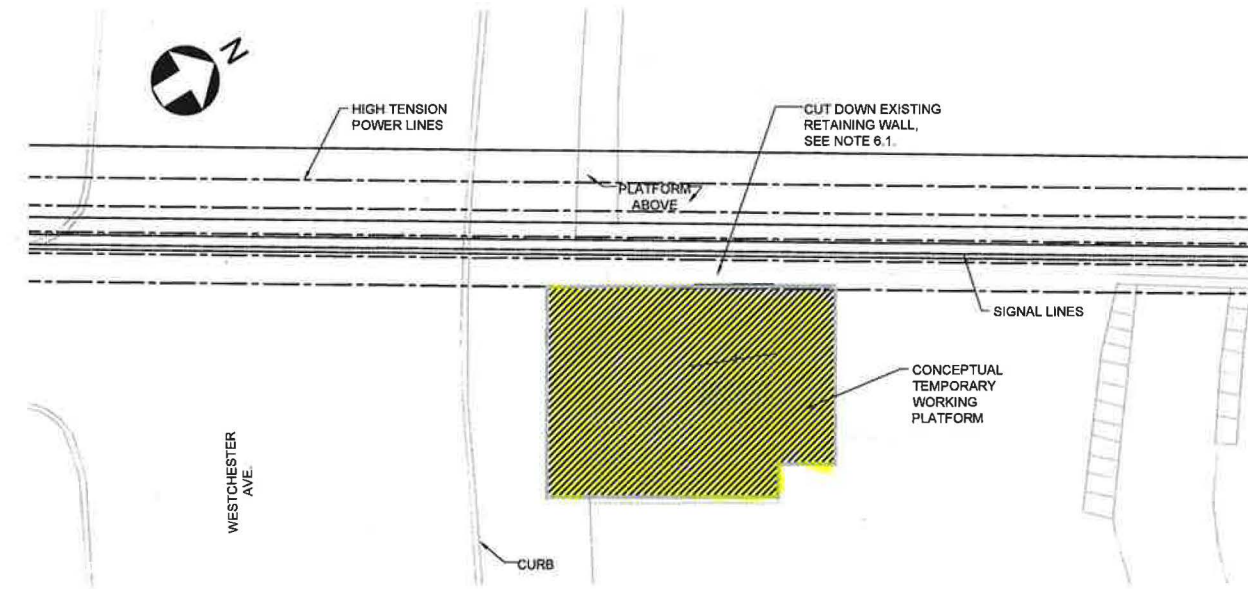 N
HIGH TENSION
POWER LINES
CUT DOWN EXISTING
RETAINING WALL,
SEE NOTE 6.1.
PLATFORM
ABOVE
SIGNAL LINES
CONCEPTUAL
TEMPORARY
WORKING
PLATFORM
WESTCHESTER
AVE.
CURB